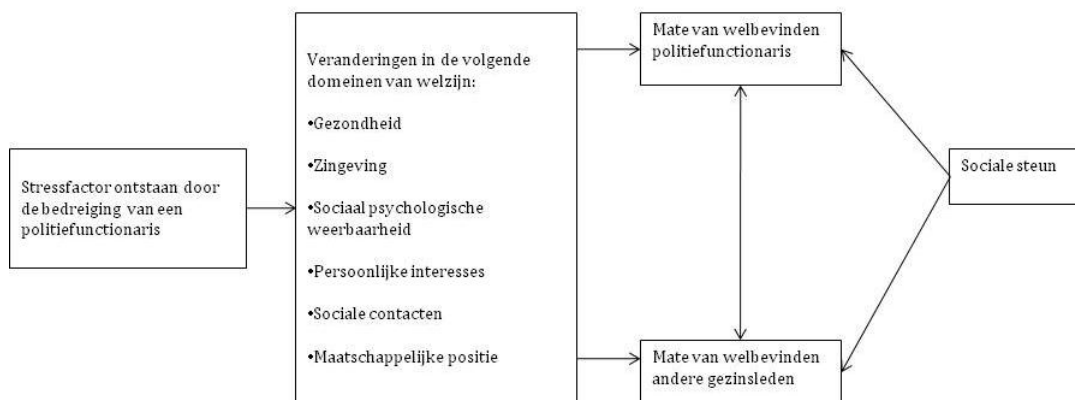 Stressfactor ontstaan door
de bedreiging van een
politiefunctionaris
Veranderingen in de volgende
domeinen van welzijn:
•Gezondheid
•Zingeving
•Sociaal psychologische
weerbaarheid
•Persoonlijke interesses
•Sociale contacten
•Maatschappelijke positie
Mate van welbevinden
politiefunctionaris
Mate van welbevinden
andere gezinsleden
Sociale steun